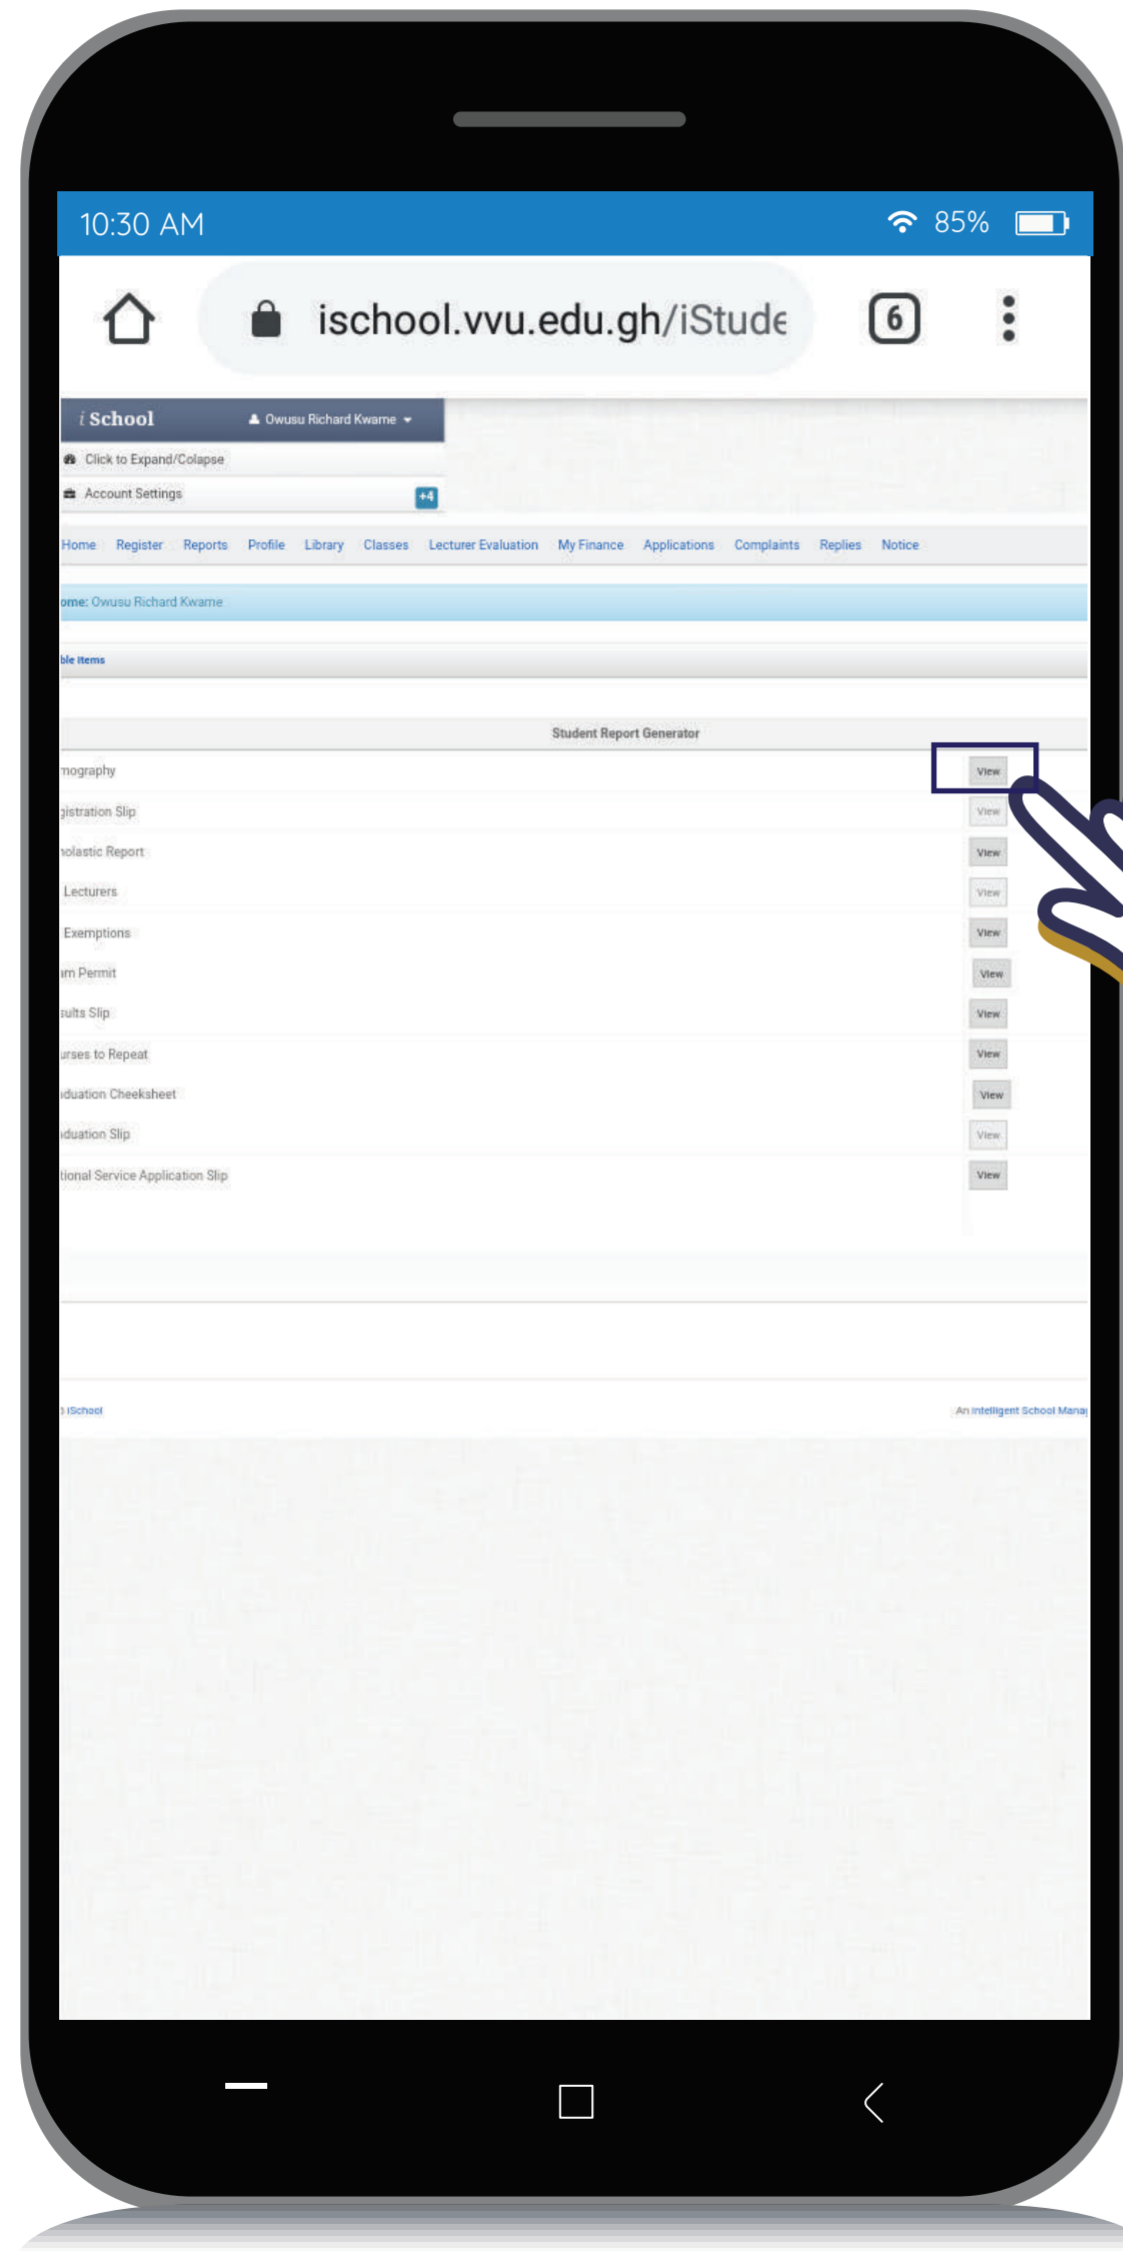 10:30 AM 85%
ischool.vvu.edu.gh/iStude 6
i School Owusu Richard Kwame
Click to Expand/Colapse
Account Settings +4
Home Register Reports Profile Library Classes Lecturer Evaluation My Finance Applications Complaints Replies Notice
ome: Owusu Richard Kwame
ble Items
Student Report Generator
mography View
gistration Slip View
holastic Report View
Lecturers View
Exemptions View
am Permit View
sults Slip View
urses to Repeat View
aduation Cheeksheet View
aduation Slip View
tional Service Application Slip View
iSchool An Intelligent School Mana